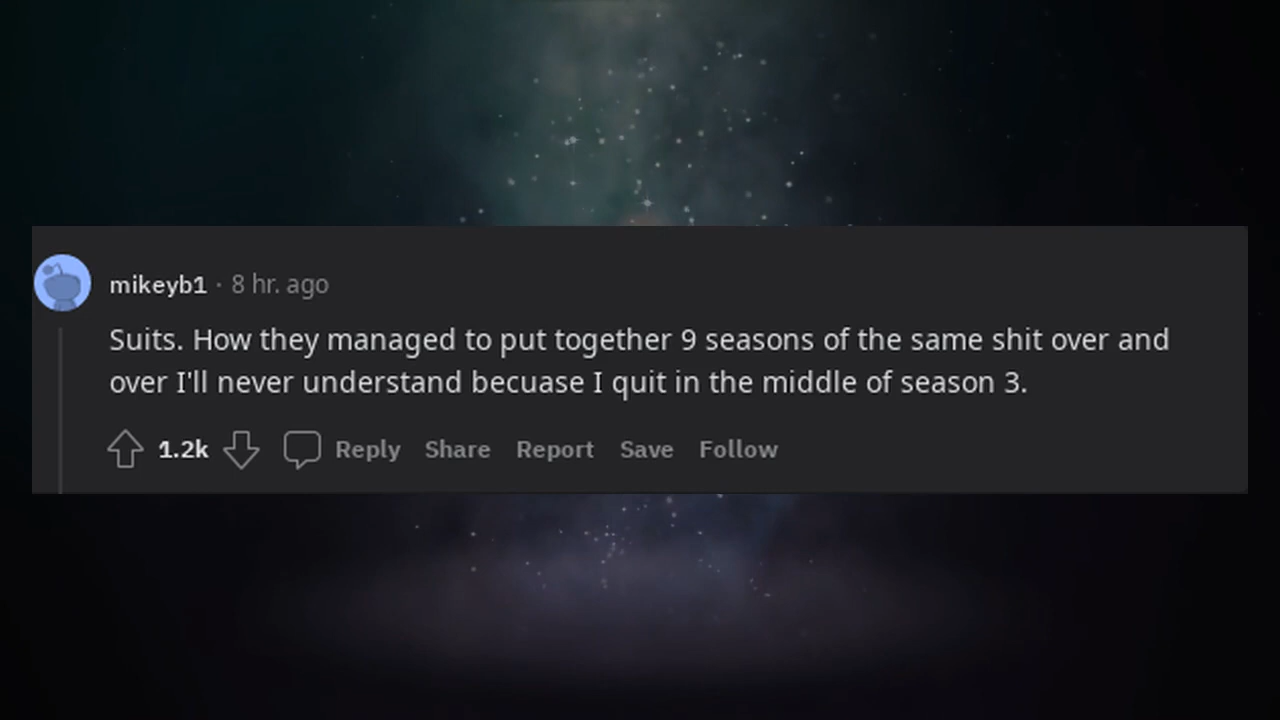 mikeyb1 · 8 hr. ago
Suits. How they managed to put together 9 seasons of the same shit over and
over I'll never understand becuase I quit in the middle of season 3.
1.2k Reply Share Report Save Follow